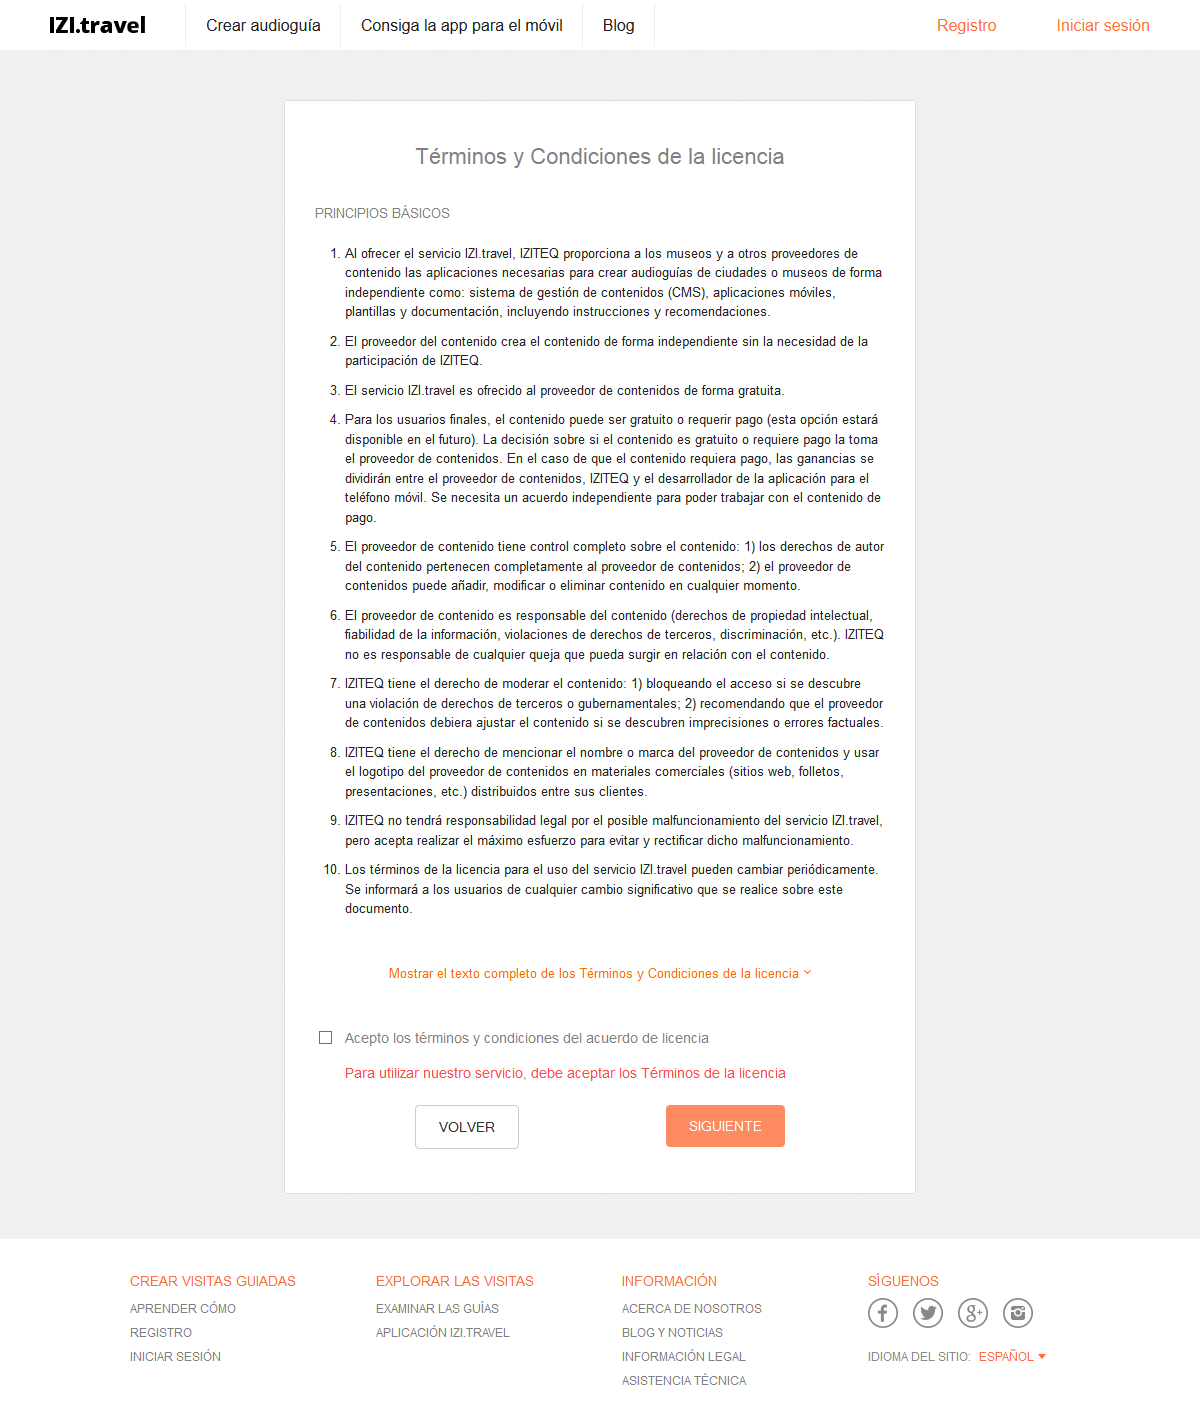 IZI.travel Crear audioguía Consiga la app para el móvil Blog Registro Iniciar sesión
Términos y Condiciones de la licencia
PRINCIPIOS BÁSICOS
1. Al ofrecer el servicio IZI.travel, IZITEQ proporciona a los museos y a otros proveedores de
contenido las aplicaciones necesarias para crear audioguías de ciudades o museos de forma
independiente como: sistema de gestión de contenidos (CMS), aplicaciones móviles,
plantillas y documentación, incluyendo instrucciones y recomendaciones.
2. El proveedor del contenido crea el contenido de forma independiente sin la necesidad de la
participación de IZITEQ.
3. El servicio IZI.travel es ofrecido al proveedor de contenidos de forma gratuita.
4. Para los usuarios finales, el contenido puede ser gratuito o requerir pago (esta opción estará
disponible en el futuro). La decisión sobre si el contenido es gratuito o requiere pago la toma
el proveedor de contenidos. En el caso de que el contenido requiera pago, las ganancias se
dividirán entre el proveedor de contenidos, IZITEQ y el desarrollador de la aplicación para el
teléfono móvil. Se necesita un acuerdo independiente para poder trabajar con el contenido de
pago.
5. El proveedor de contenido tiene control completo sobre el contenido: 1) los derechos de autor
del contenido pertenecen completamente al proveedor de contenidos; 2) el proveedor de
contenidos puede añadir, modificar o eliminar contenido en cualquier momento.
6. El proveedor de contenido es responsable del contenido (derechos de propiedad intelectual,
fiabilidad de la información, violaciones de derechos de terceros, discriminación, etc.). IZITEQ
no es responsable de cualquier queja que pueda surgir en relación con el contenido.
7. IZITEQ tiene el derecho de moderar el contenido: 1) bloqueando el acceso si se descubre
una violación de derechos de terceros o gubernamentales; 2) recomendando que el proveedor
de contenidos debiera ajustar el contenido si se descubren imprecisiones o errores factuales.
8. IZITEQ tiene el derecho de mencionar el nombre o marca del proveedor de contenidos y usar
el logotipo del proveedor de contenidos en materiales comerciales (sitios web, folletos,
presentaciones, etc.) distribuidos entre sus clientes.
9. IZITEQ no tendrá responsabilidad legal por el posible malfuncionamiento del servicio IZI.travel,
pero acepta realizar el máximo esfuerzo para evitar y rectificar dicho malfuncionamiento.
10. Los términos de la licencia para el uso del servicio IZI.travel pueden cambiar periódicamente.
Se informará a los usuarios de cualquier cambio significativo que se realice sobre este
documento.
Mostrar el texto completo de los Términos y Condiciones de la licencia
Acepto los términos y condiciones del acuerdo de licencia
Para utilizar nuestro servicio, debe aceptar los Términos de la licencia
VOLVER SIGUIENTE
CREAR VISITAS GUIADAS
APRENDER CÓMO
REGISTRO
INICIAR SESIÓN
EXPLORAR LAS VISITAS
EXAMINAR LAS GUÍAS
APLICACIÓN IZI.TRAVEL
INFORMACIÓN
ACERCA DE NOSOTROS
BLOG Y NOTICIAS
INFORMACIÓN LEGAL
ASISTENCIA TÉCNICA
SÍGUENOS
IDIOMA DEL SITIO: ESPAÑOL